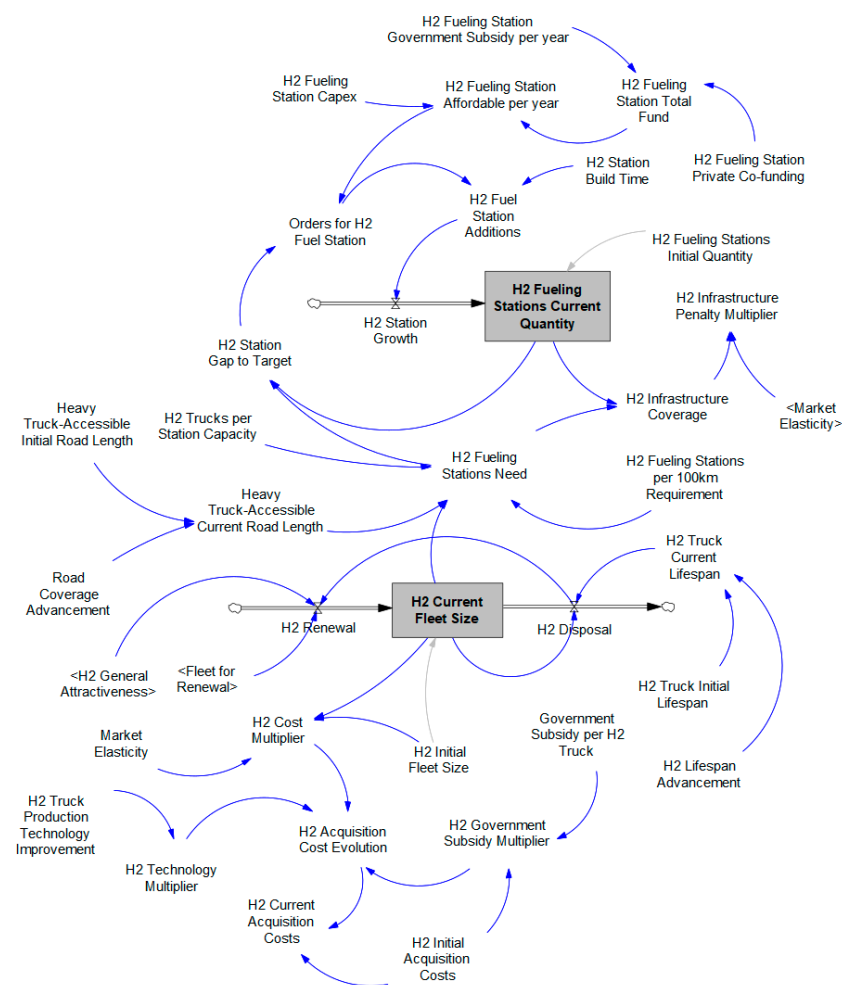 H2 Fueling Station
Government Subsidy per year
H2 Fueling
Station Capex
H2 Fueling Station
Affordable per year
H2 Fueling
Station Total
Fund
H2 Station
Build Time
H2 Fueling Station
Private Co-funding
Orders for H2
Fuel Station
H2 Fuel
Station
Additions
H2 Fueling Stations
Initial Quantity
H2 Fueling
Stations Current
Quantity
H2 Station
Growth
H2 Infrastructure
Penalty Multiplier
H2 Station
Gap to Target
Heavy
Truck-Accessible
Initial Road Length
H2 Trucks per
Station Capacity
H2 Infrastructure
Coverage
<Market
Elasticity>
H2 Fueling
Stations Need
H2 Fueling Stations
per 100km
Requirement
Heavy
Truck-Accessible
Current Road Length
Road
Coverage
Advancement
H2 Truck
Current
Lifespan
H2 Current
Fleet Size
H2 Renewal
H2 Disposal
<H2 General
Attractiveness>
<Fleet for
Renewal>
H2 Truck Initial
Lifespan
Market
Elasticity
H2 Cost
Multiplier
H2 Initial
Fleet Size
Government
Subsidy per H2
Truck
H2 Lifespan
Advancement
H2 Truck
Production
Technology
Improvement
H2 Acquisition
Cost Evolution
H2 Government
Subsidy Multiplier
H2 Technology
Multiplier
H2 Current
Acquisition
Costs
H2 Initial
Acquisition
Costs